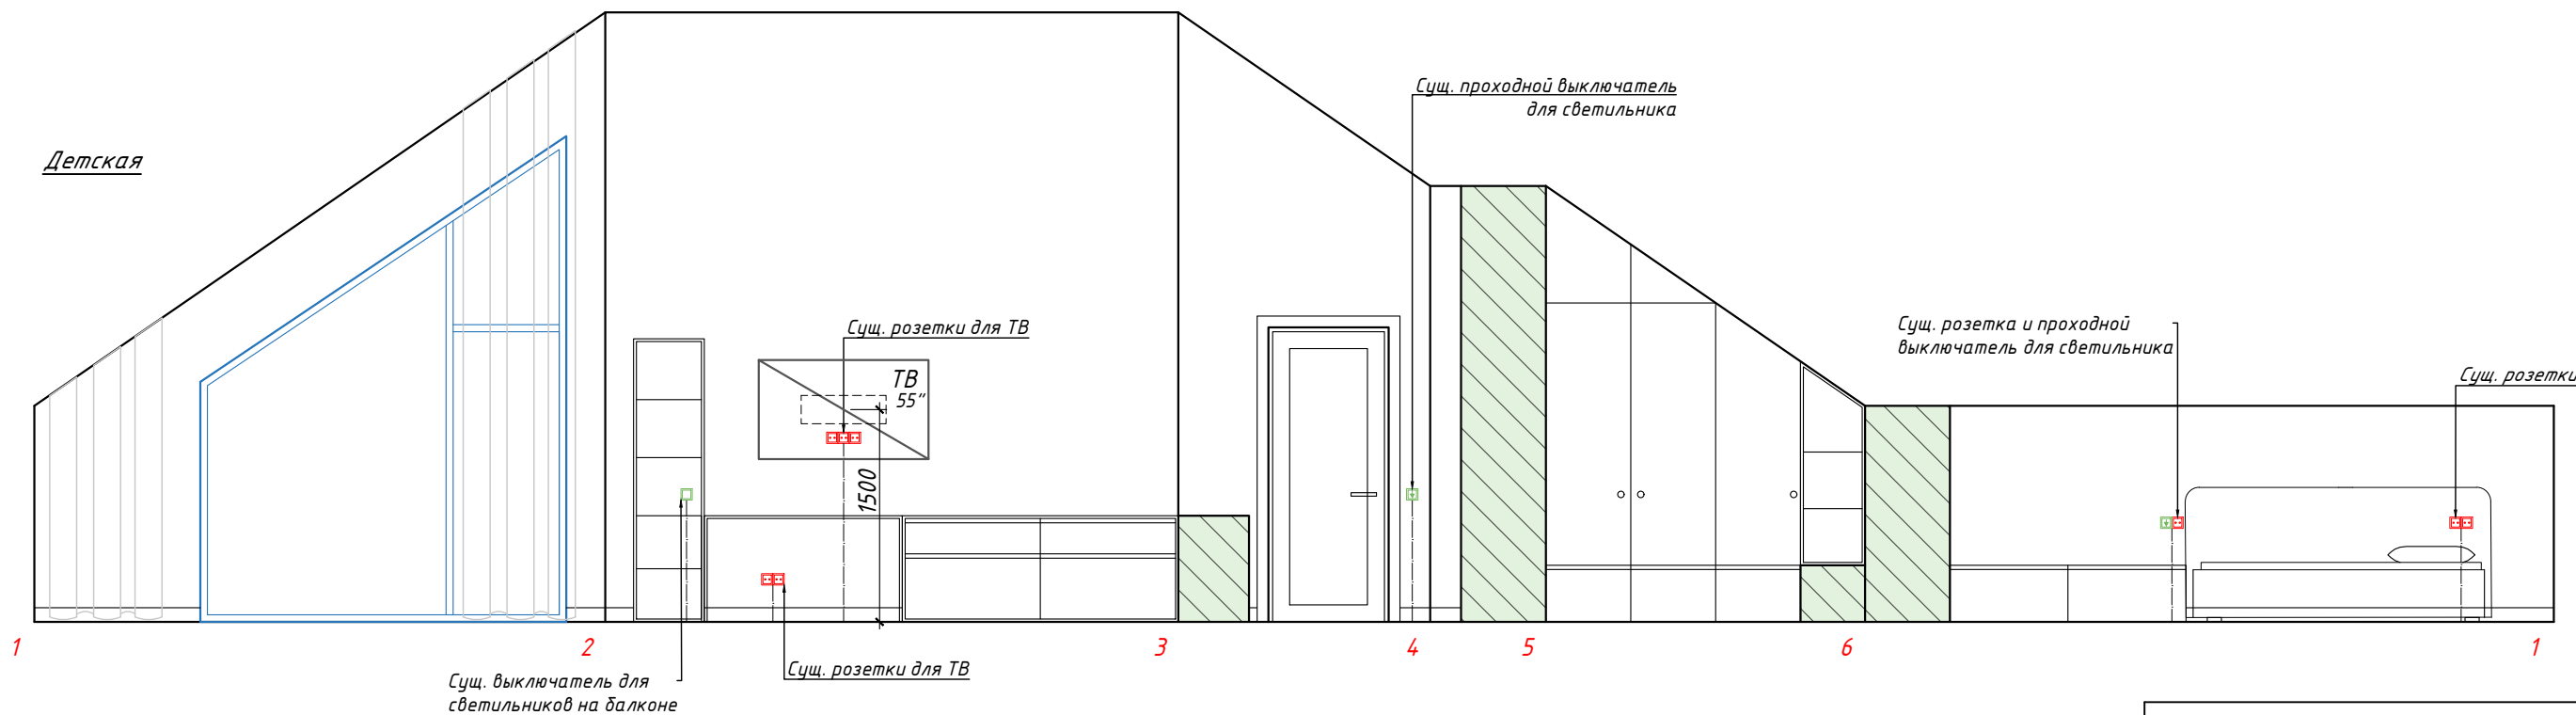 Сущ. проходной выключатель
для светильника
Детская
Сущ. розетки для ТВ
Сущ. розетка и проходной
выключатель для светильника
ТВ
55"
Сущ. розетки
1500
1
2
3
4
5
6
1
Сущ. розетки для ТВ
Сущ. выключатель для
светильников на балконе